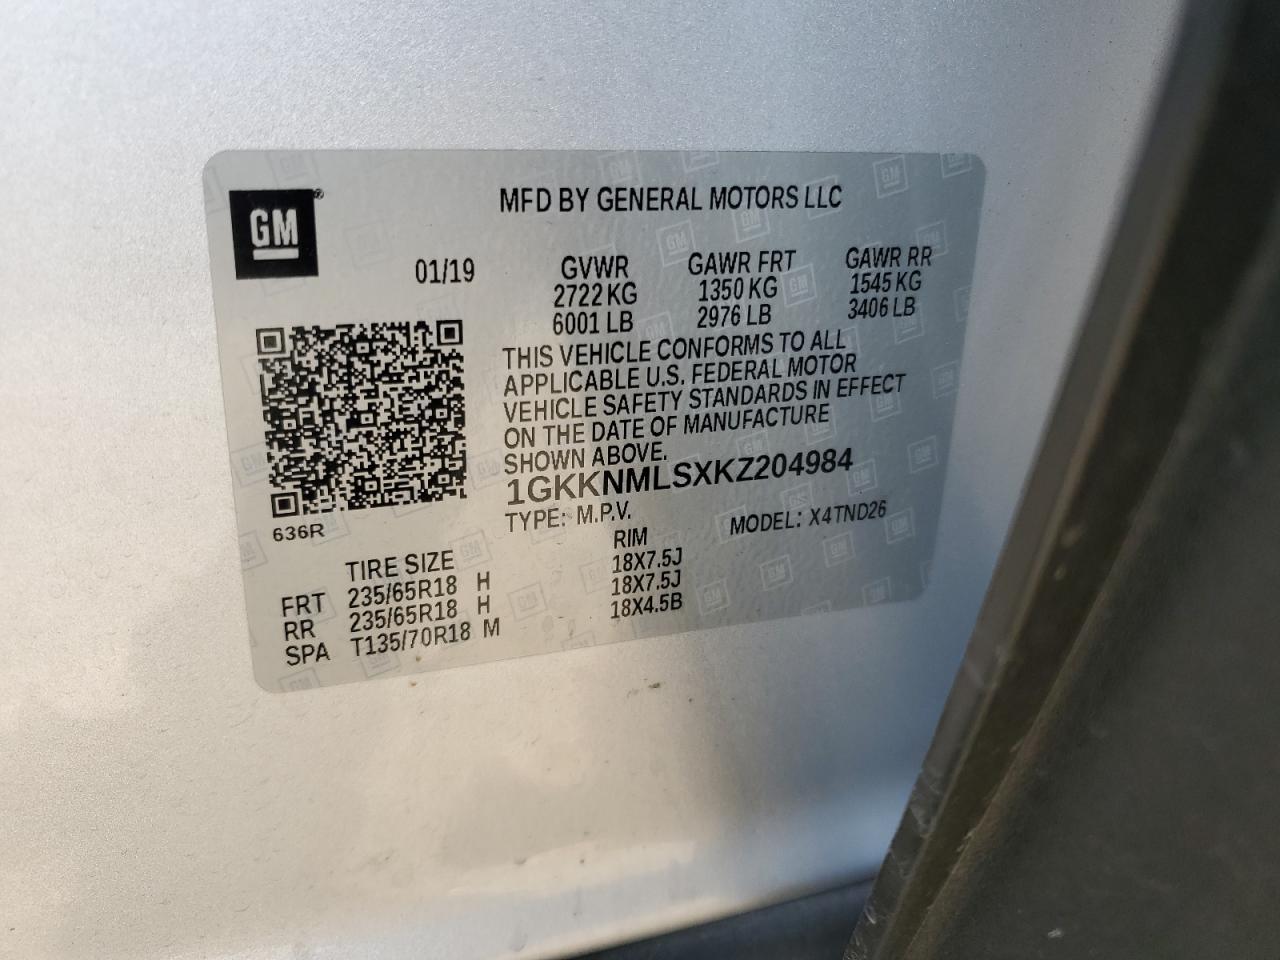 GM®
MFD BY GENERAL MOTORS LLC
01/19
GVWR GAWR FRT GAWR RR
2722 KG 1350 KG 1545 KG
6001 LB 2976 LB 3406 LB
THIS VEHICLE CONFORMS TO ALL
APPLICABLE U.S. FEDERAL MOTOR
VEHICLE SAFETY STANDARDS IN EFFECT
ON THE DATE OF MANUFACTURE
SHOWN ABOVE.
1GKKNMLSXKZ204984
TYPE: M.P.V. MODEL: X4TND26
636R
TIRE SIZE RIM
FRT 235/65R18 H 18X7.5J
RR 235/65R18 H 18X7.5J
SPA T135/70R18 M 18X4.5B